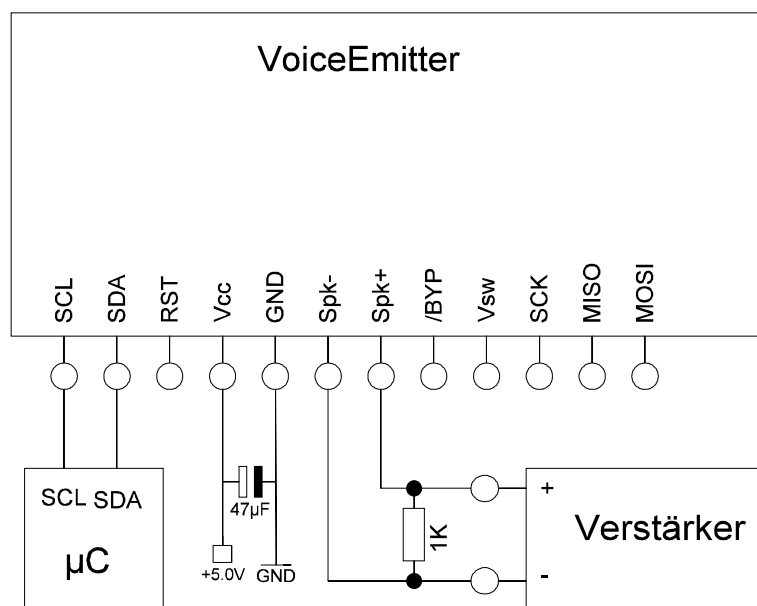 VoiceEmitter
SCL
SDA
RST
Vcc
GND
Spk-
Spk+
/BYP
Vsw
SCK
MISO
MOSI
SCL SDA
µC
47µF
+5.0V
GND
1K
+
-
Verstärker